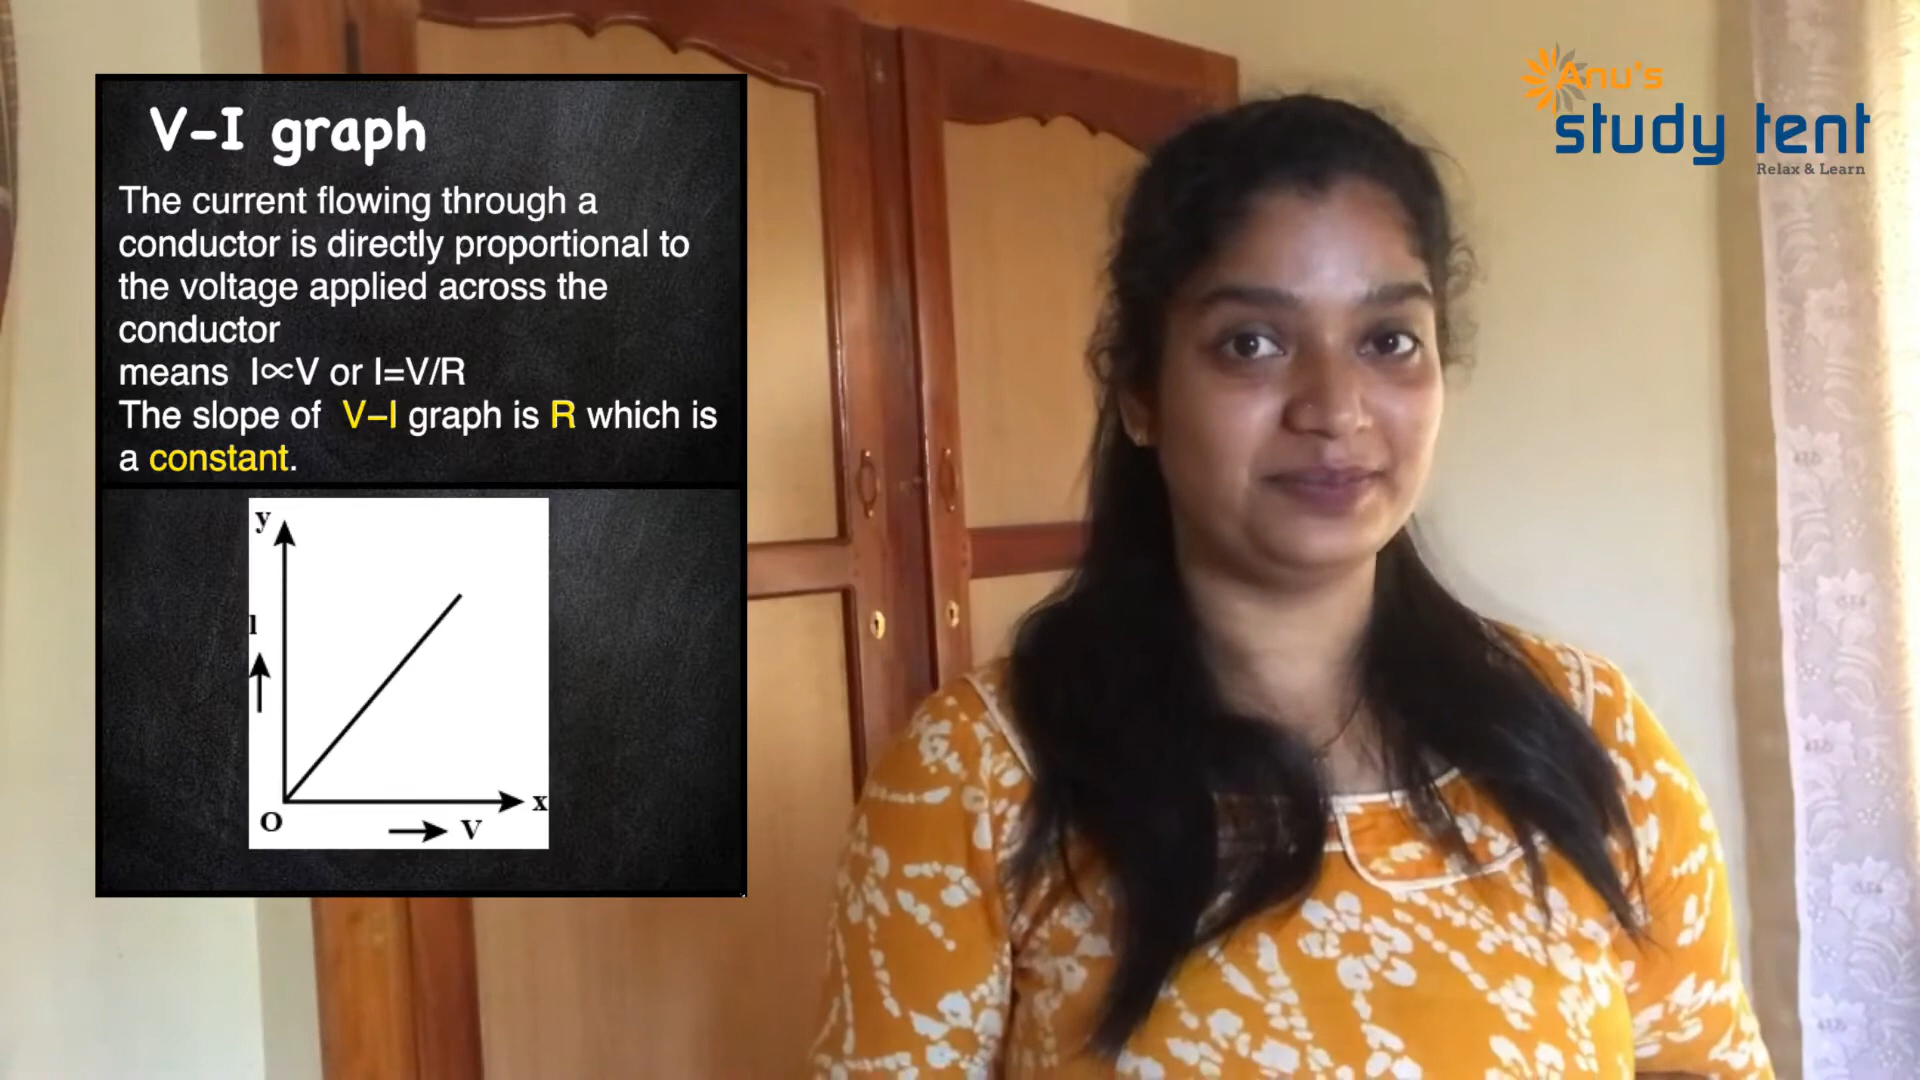 V-I graph
The current flowing through a
conductor is directly proportional to
the voltage applied across the
conductor
means I∝V or I=V/R
The slope of V–I graph is R which is
a constant.
y
I
O
x
V
Anu's
study tent
Relax & Learn